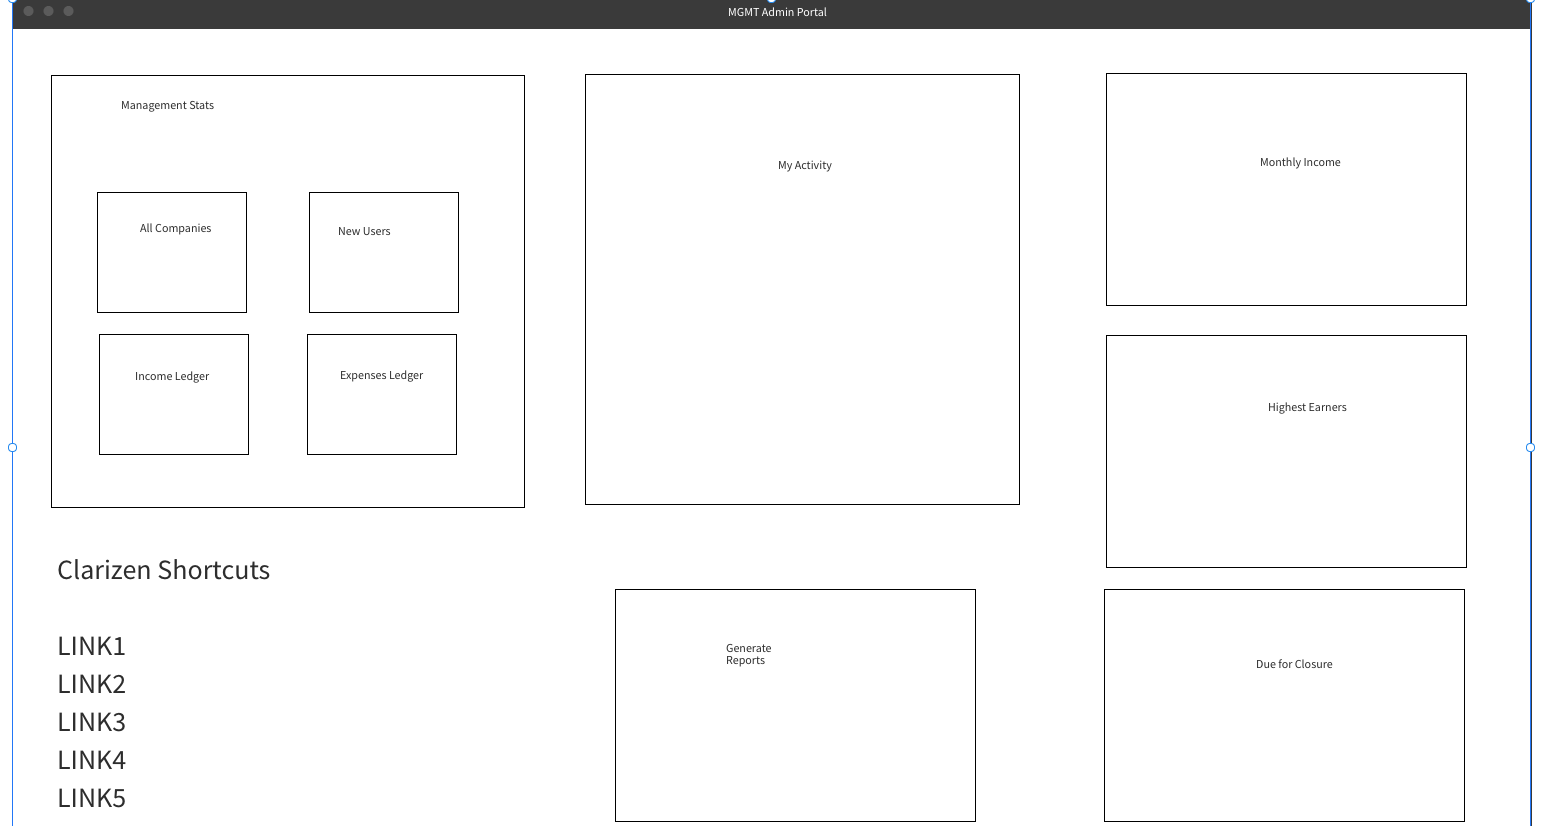 MGMT Admin Portal
Management Stats
All Companies
New Users
Income Ledger
Expenses Ledger
My Activity
Monthly Income
Highest Earners
Clarizen Shortcuts
LINK1
LINK2
LINK3
LINK4
LINK5
Generate
Reports
Due for Closure